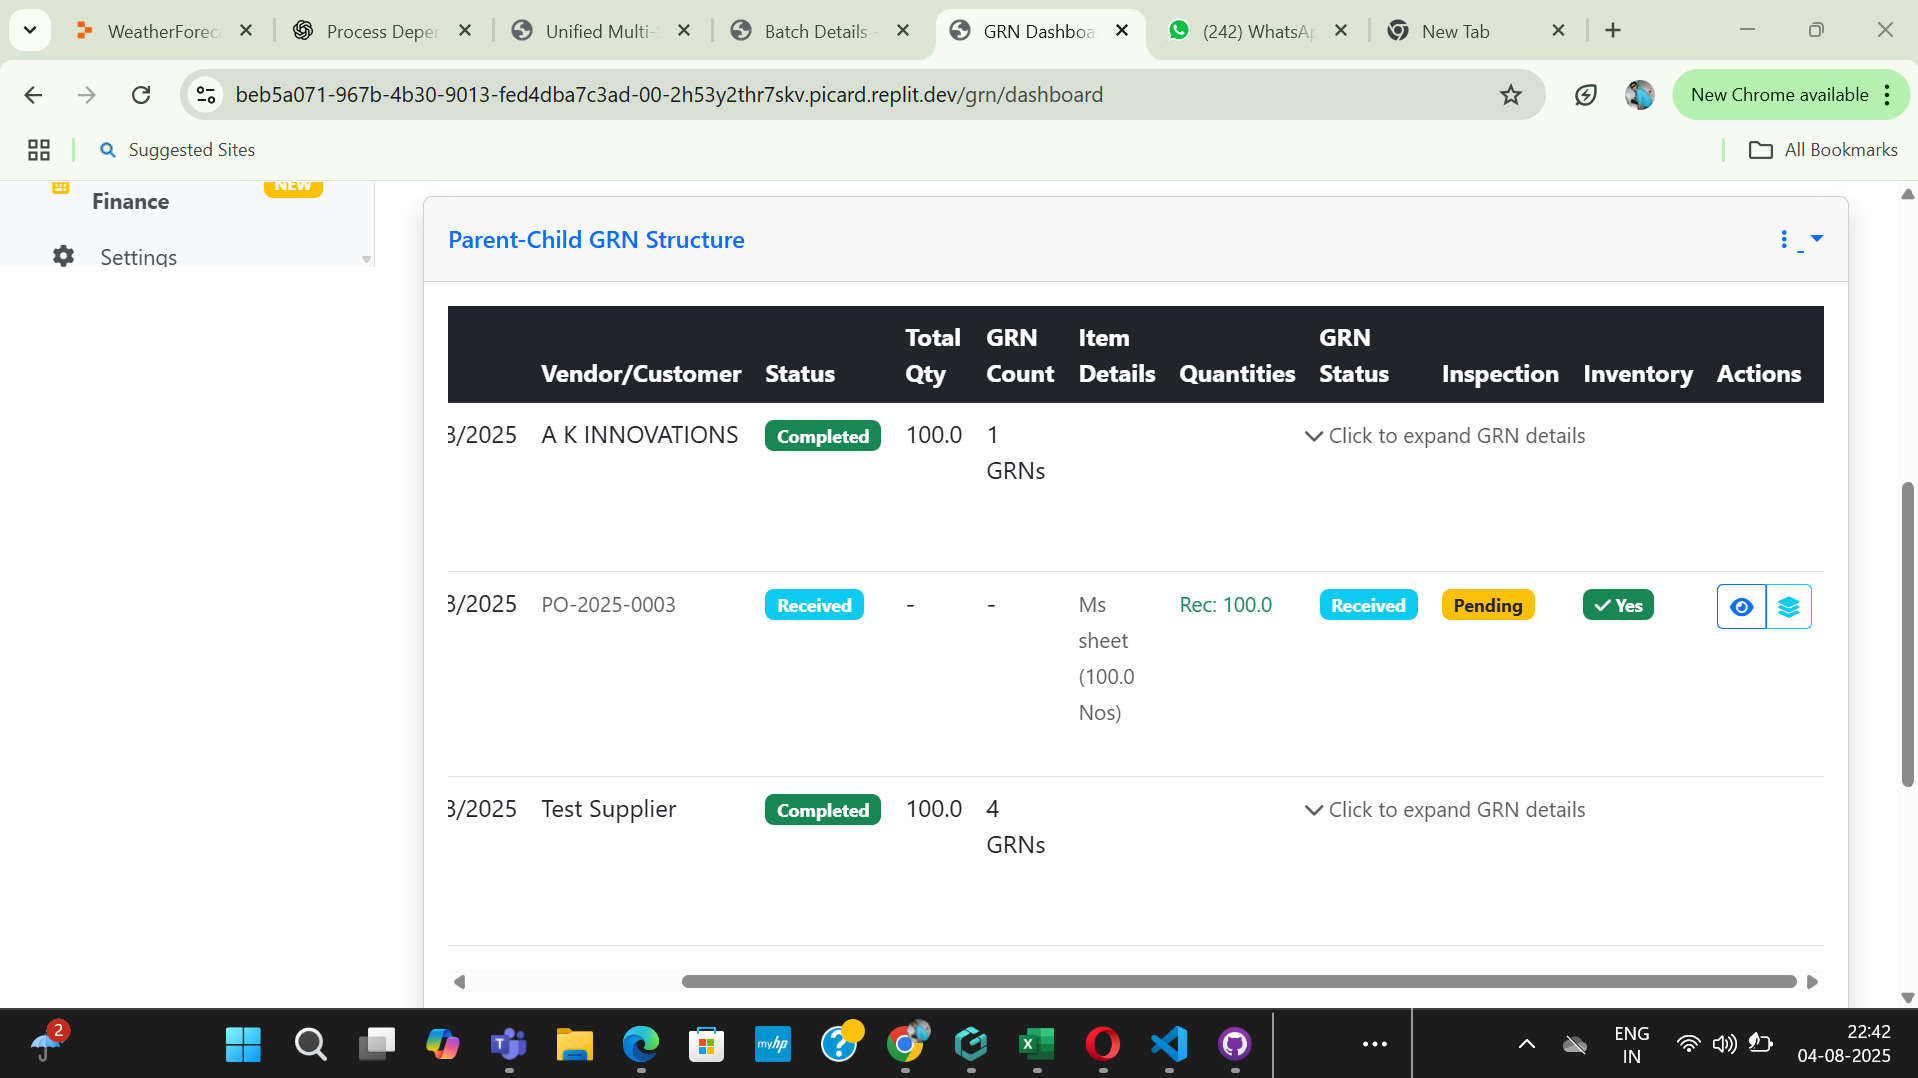 WeatherForec
Process Deper
Unified Multi-
Batch Details -
GRN Dashboa
(242) WhatsAp
New Tab
beb5a071-967b-4b30-9013-fed4dba7c3ad-00-2h53y2thr7skv.picard.replit.dev/grn/dashboard
New Chrome available
Suggested Sites
All Bookmarks
NEW
Finance
Settings
Parent-Child GRN Structure
Vendor/Customer Status Total Qty GRN Count Item Details Quantities GRN Status Inspection Inventory Actions
3/2025 A K INNOVATIONS Completed 100.0 1 Click to expand GRN details
GRNs
3/2025 PO-2025-0003 Received - - Ms Rec: 100.0 Received Pending Yes
sheet
(100.0
Nos)
3/2025 Test Supplier Completed 100.0 4 Click to expand GRN details
GRNs
2
myhp
ENG
IN
22:42
04-08-2025